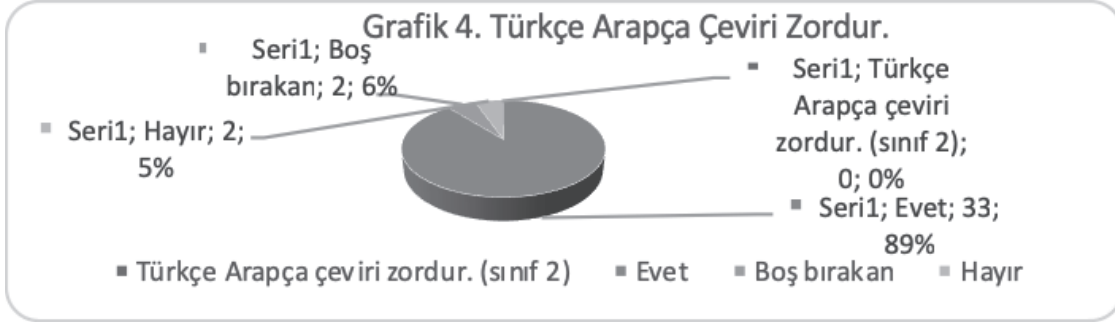 Grafik 4. Türkçe Arapça Çeviri Zordur.
Seri1; Boş
bırakan; 2; 6%
Seri1; Hayır; 2;
5%
Seri1; Türkçe
Arapça çeviri
zordur. (sınıf 2);
0; 0%
Seri1; Evet; 33;
89%
Türkçe Arapça çeviri zordur. (sınıf 2) Evet Boş bırakan Hayır